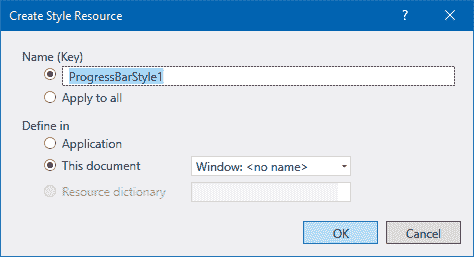 Create Style Resource ?
Name (Key)
ProgressBarStyle1
Apply to all
Define in
Application
This document Window: <no name>
Resource dictionary
OK Cancel